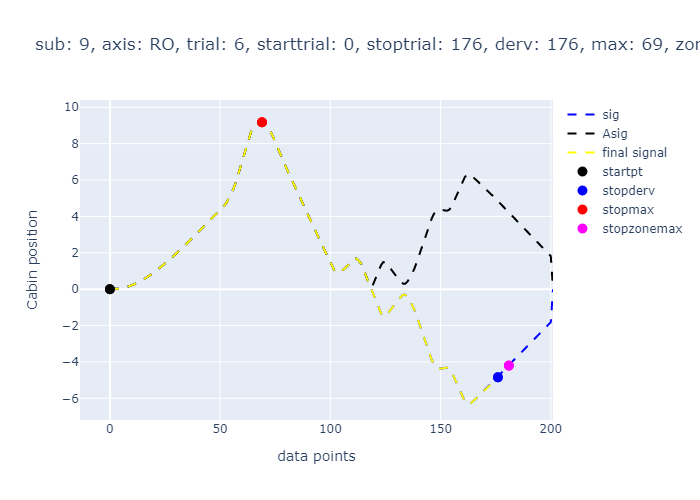 sub: 9, axis: RO, trial: 6, starttrial: 0, stoptrial: 176, derv: 176, max: 69, zor
10
8
6
4
2
0
−2
−4
−6
Cabin position
0
50
100
150
200
data points
sig
Asig
final signal
startpt
stopderv
stopmax
stopzonemax